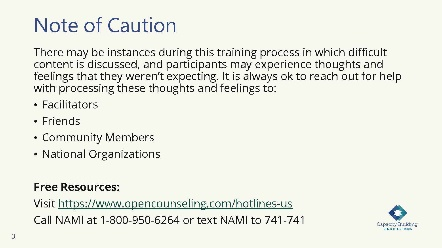 Note of Caution
There may be instances during this training process in which difficult
content is discussed, and participants may experience thoughts and
feelings that they weren't expecting. It is always ok to reach out for help
with processing these thoughts and feelings to:
• Facilitators
• Friends
• Community Members
• National Organizations
Free Resources:
Visit https://www.opencounseling.com/hotlines-us
Call NAMI at 1-800-950-6264 or text NAMI to 741-741
Capacity Building